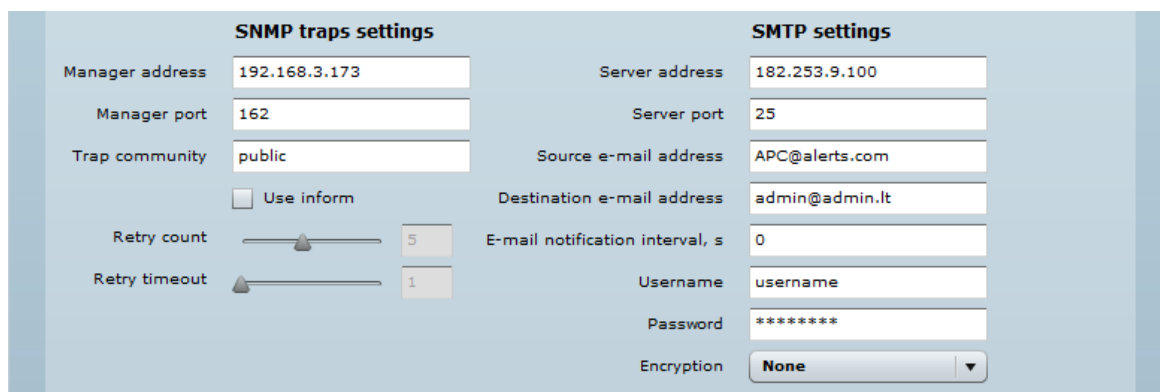 SNMP traps settings
Manager address 192.168.3.173
Manager port 162
Trap community public
Use inform
Retry count 5
Retry timeout 1
SMTP settings
Server address 182.253.9.100
Server port 25
Source e-mail address APC@alerts.com
Destination e-mail address admin@admin.lt
E-mail notification interval, s 0
Username username
Password ********
Encryption None